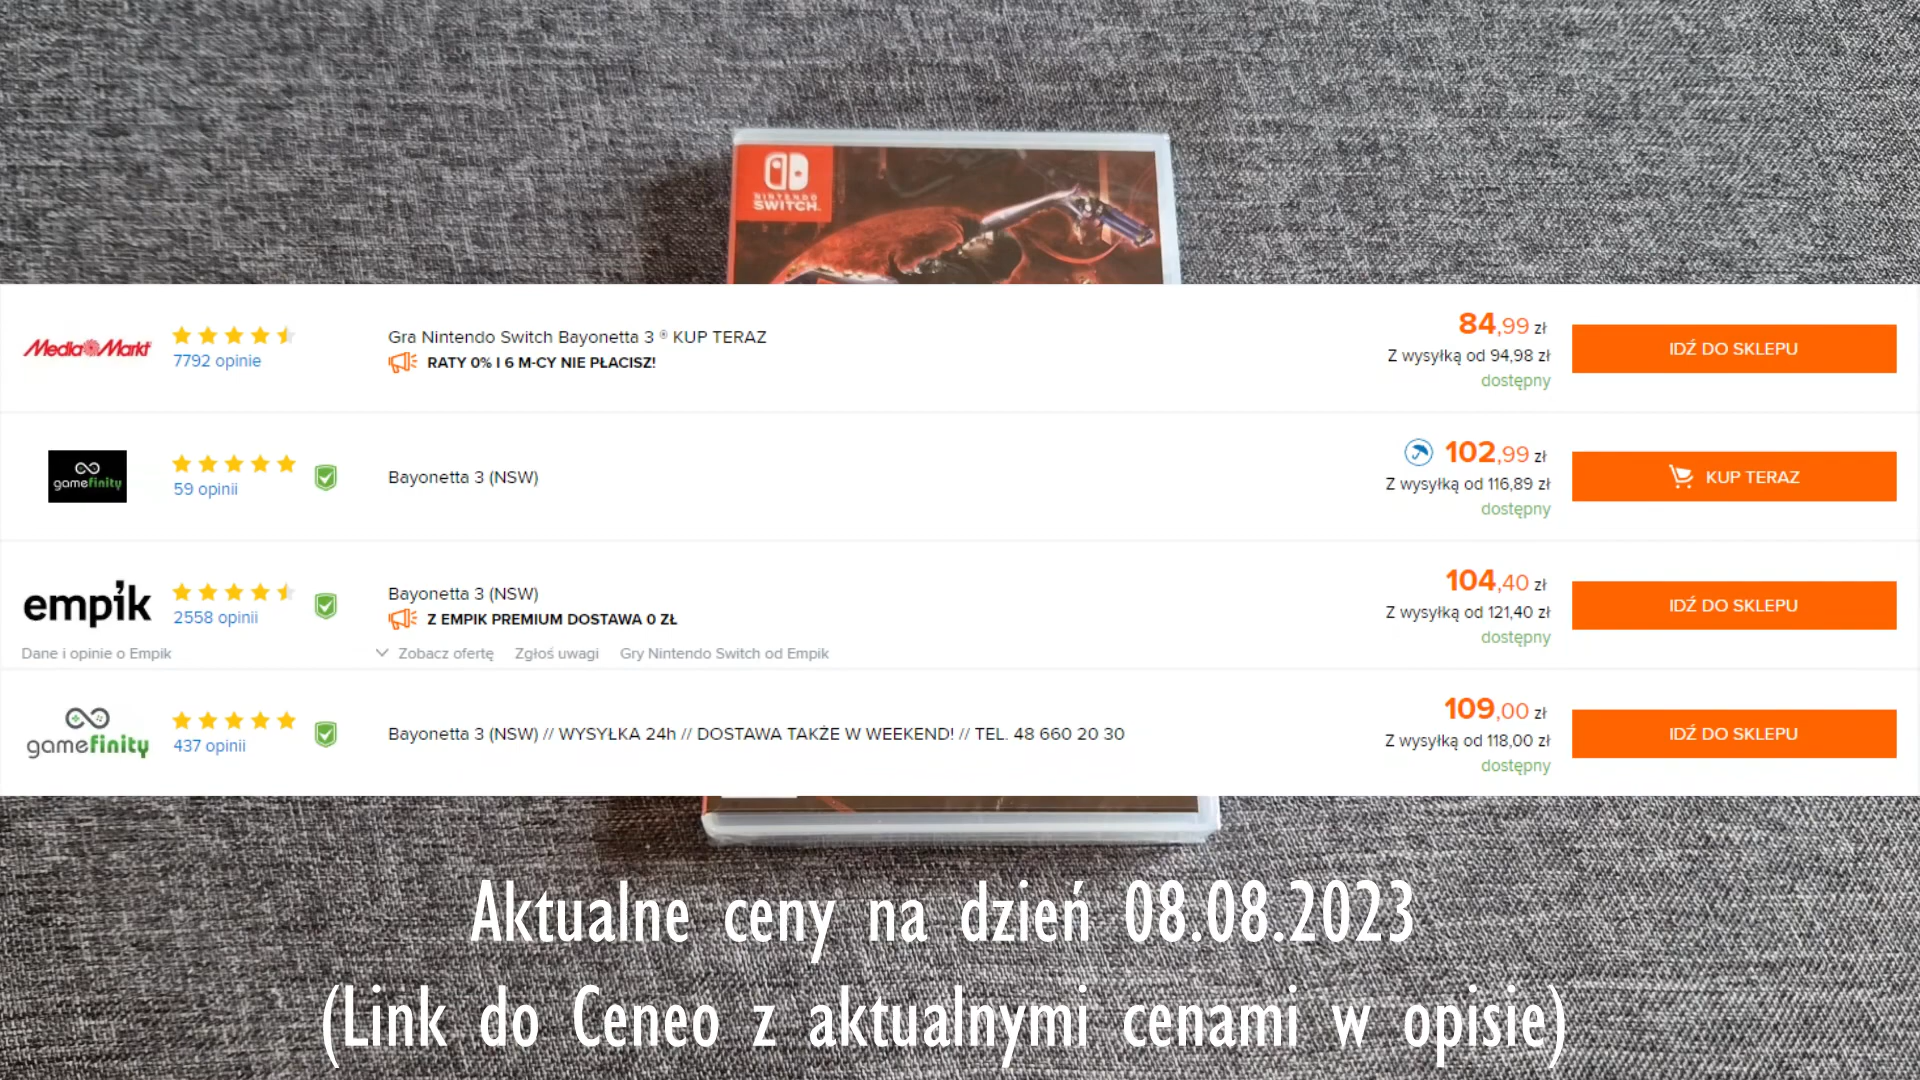 NINTENDO
SWITCH.
MediaMarkt
7792 opinie
Gra Nintendo Switch Bayonetta 3 ® KUP TERAZ
RATY 0% I 6 M-CY NIE PŁACISZ!
84,99 zł
Z wysyłką od 94,98 zł
dostępny
IDŹ DO SKLEPU
gamefinity
59 opinii
Bayonetta 3 (NSW)
102,99 zł
Z wysyłką od 116,89 zł
dostępny
KUP TERAZ
empik
2558 opinii
Bayonetta 3 (NSW)
Z EMPIK PREMIUM DOSTAWA 0 ZŁ
104,40 zł
Z wysyłką od 121,40 zł
dostępny
IDŹ DO SKLEPU
Dane i opinie o Empik
Zobacz ofertę Zgłoś uwagi Gry Nintendo Switch od Empik
gamefinity
437 opinii
Bayonetta 3 (NSW) // WYSYŁKA 24h // DOSTAWA TAKŻE W WEEKEND! // TEL. 48 660 20 30
109,00 zł
Z wysyłką od 118,00 zł
dostępny
IDŹ DO SKLEPU
Aktualne ceny na dzień 08.08.2023
(Link do Ceneo z aktualnymi cenami w opisie)